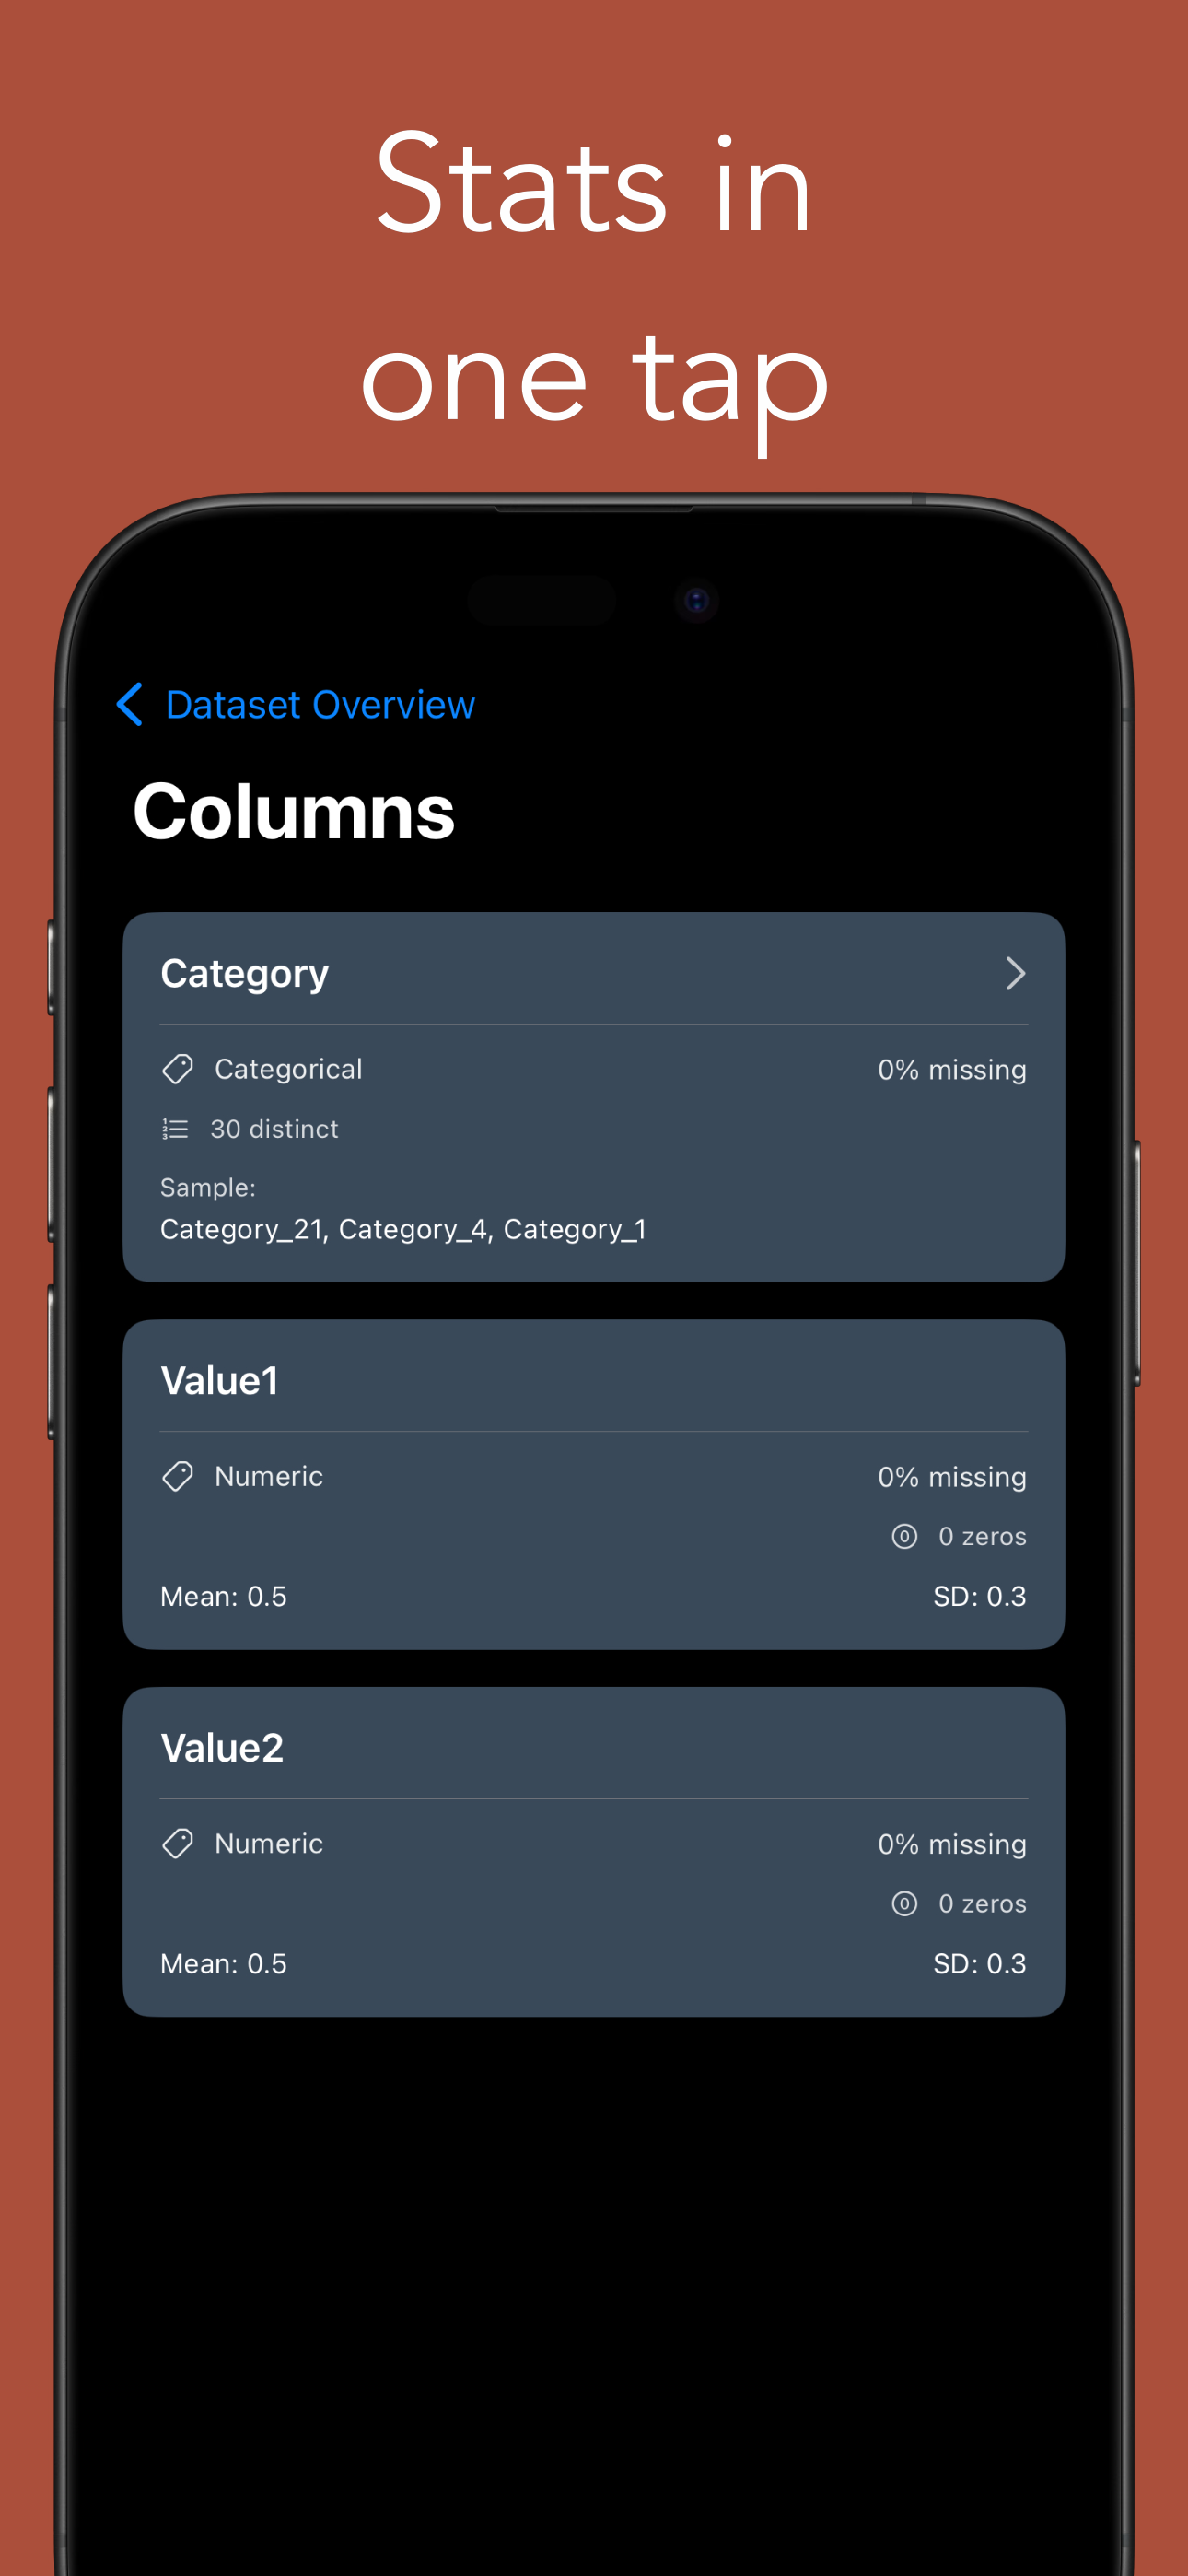 Stats in
one tap
Dataset Overview
Columns
Category
Categorical 0% missing
30 distinct
Sample:
Category_21, Category_4, Category_1
Value1
Numeric 0% missing
0 zeros
Mean: 0.5 SD: 0.3
Value2
Numeric 0% missing
0 zeros
Mean: 0.5 SD: 0.3